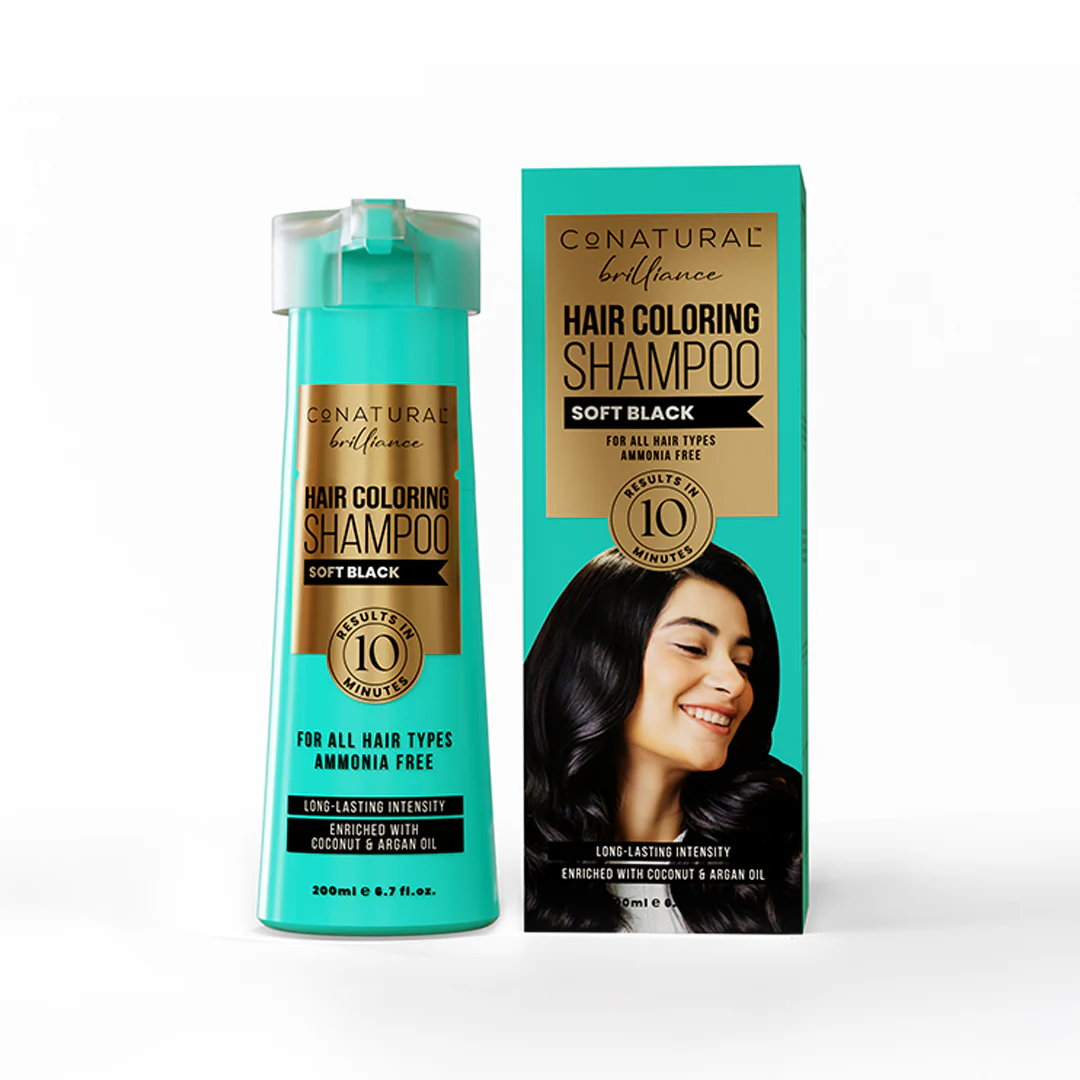 CoNATURAL™
brilliance
HAIR COLORING
SHAMPOO
SOFT BLACK
RESULTS IN
10
MINUTES
FOR ALL HAIR TYPES
AMMONIA FREE
LONG-LASTING INTENSITY
ENRICHED WITH
COCONUT & ARGAN OIL
200ml e 6.7 fl.oz.
CoNATURAL™
brilliance
HAIR COLORING
SHAMPOO
SOFT BLACK
FOR ALL HAIR TYPES
AMMONIA FREE
RESULTS IN
10
MINUTES
LONG-LASTING INTENSITY
ENRICHED WITH COCONUT & ARGAN OIL